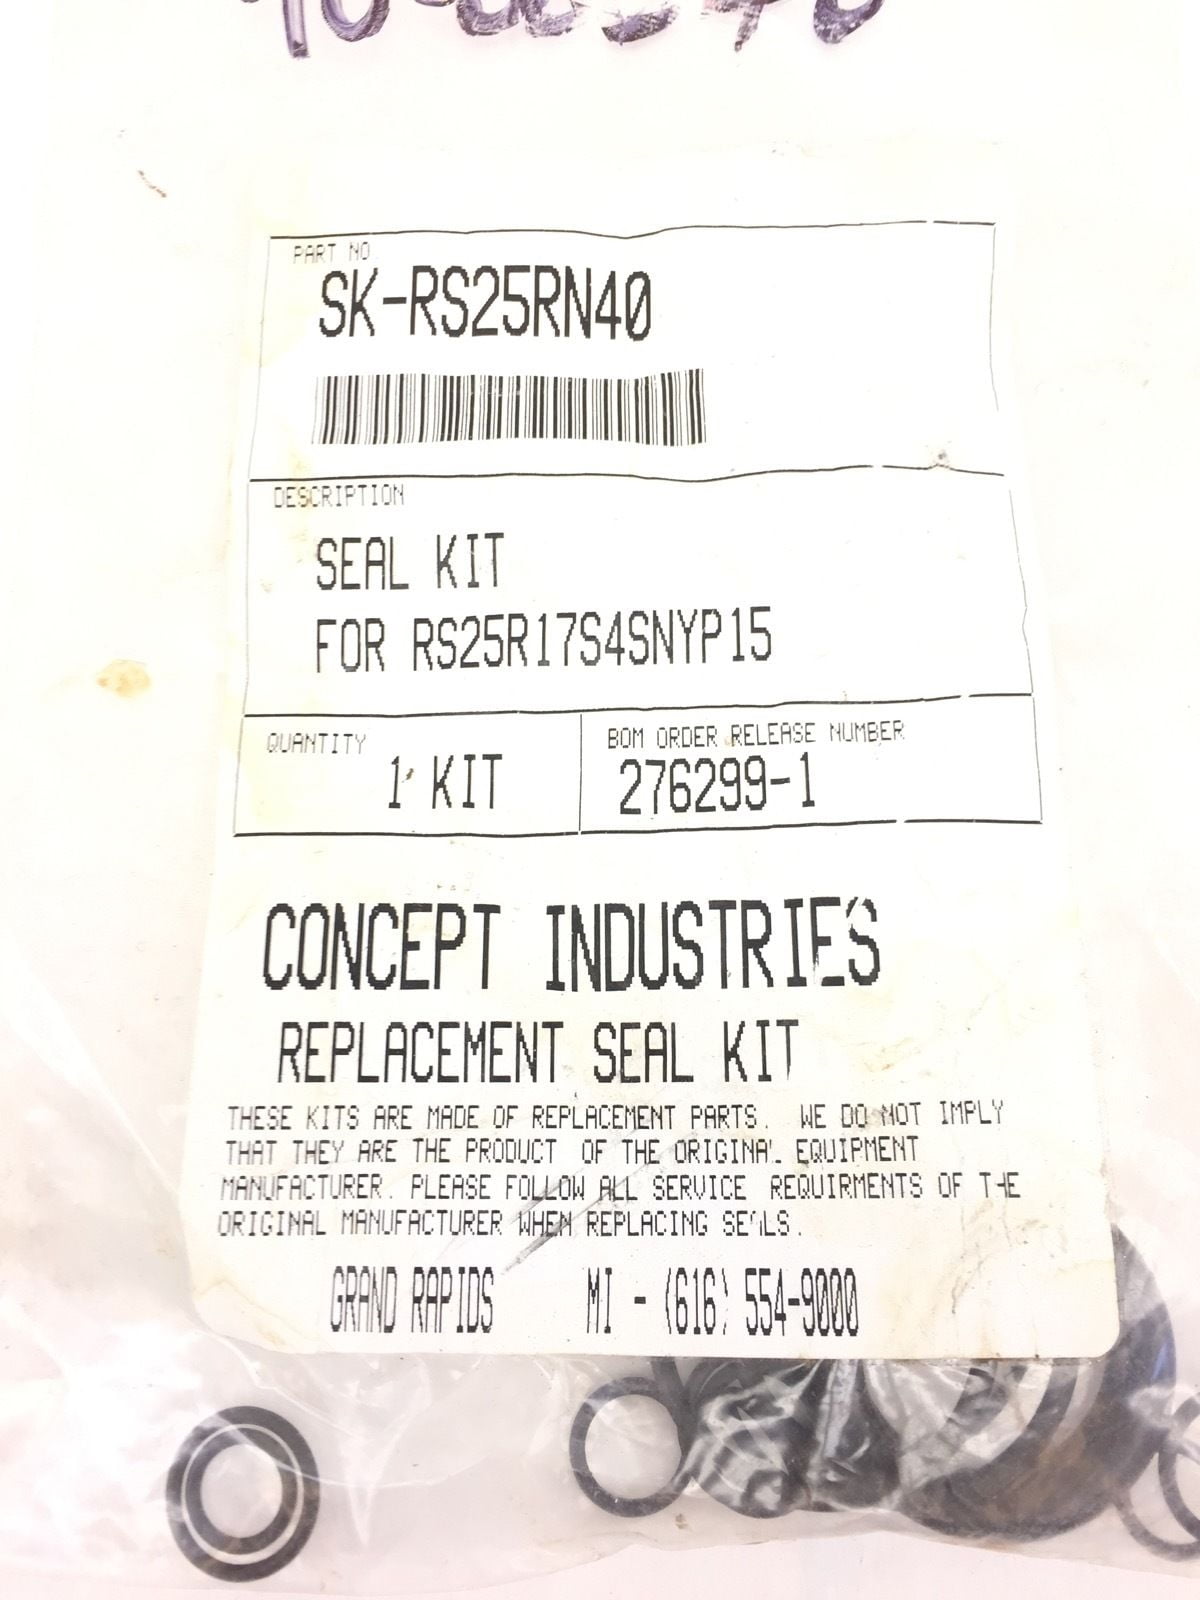 PART NO.
SK-RS25RN40
DESCRIPTION
SEAL KIT
FOR RS25R17S4SNYP15
QUANTITY
1 KIT
BOM ORDER RELEASE NUMBER
276299-1
CONCEPT INDUSTRIES
REPLACEMENT SEAL KIT
THESE KITS ARE MADE OF REPLACEMENT PARTS. WE DO NOT IMPLY
THAT THEY ARE THE PRODUCT OF THE ORIGINAL EQUIPMENT
MANUFACTURER. PLEASE FOLLOW ALL SERVICE REQUIRMENTS OF THE
ORIGINAL MANUFACTURER WHEN REPLACING SEALS.
GRAND RAPIDS MI - (616) 554-9000